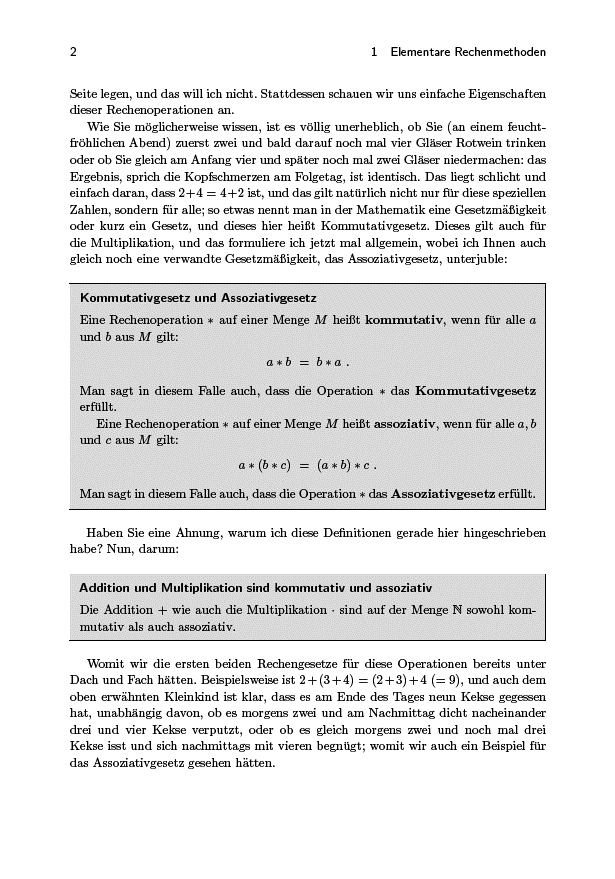 2 1 Elementare Rechenmethoden
Seite legen, und das will ich nicht. Stattdessen schauen wir uns einfache Eigenschaften
dieser Rechenoperationen an.
Wie Sie möglicherweise wissen, ist es völlig unerheblich, ob Sie (an einem feucht-
fröhlichen Abend) zuerst zwei und bald darauf noch mal vier Gläser Rotwein trinken
oder ob Sie gleich am Anfang vier und später noch mal zwei Gläser niedermachen: das
Ergebnis, sprich die Kopfschmerzen am Folgetag, ist identisch. Das liegt schlicht und
einfach daran, dass 2+4 = 4+2 ist, und das gilt natürlich nicht nur für diese speziellen
Zahlen, sondern für alle; so etwas nennt man in der Mathematik eine Gesetzmäßigkeit
oder kurz ein Gesetz, und dieses hier heißt Kommutativgesetz. Dieses gilt auch für
die Multiplikation, und das formuliere ich jetzt mal allgemein, wobei ich Ihnen auch
gleich noch eine verwandte Gesetzmäßigkeit, das Assoziativgesetz, unterjuble:
Kommutativgesetz und Assoziativgesetz
Eine Rechenoperation ∗ auf einer Menge M heißt kommutativ, wenn für alle a
und b aus M gilt:
a ∗ b = b ∗ a .
Man sagt in diesem Falle auch, dass die Operation ∗ das Kommutativgesetz
erfüllt.
Eine Rechenoperation ∗ auf einer Menge M heißt assoziativ, wenn für alle a, b
und c aus M gilt:
a ∗ (b ∗ c) = (a ∗ b) ∗ c .
Man sagt in diesem Falle auch, dass die Operation ∗ das Assoziativgesetz erfüllt.
Haben Sie eine Ahnung, warum ich diese Definitionen gerade hier hingeschrieben
habe? Nun, darum:
Addition und Multiplikation sind kommutativ und assoziativ
Die Addition + wie auch die Multiplikation · sind auf der Menge ℕ sowohl kom-
mutativ als auch assoziativ.
Womit wir die ersten beiden Rechengesetze für diese Operationen bereits unter
Dach und Fach hätten. Beispielsweise ist 2+(3+4) = (2+3)+4 (= 9), und auch dem
oben erwähnten Kleinkind ist klar, dass es am Ende des Tages neun Kekse gegessen
hat, unabhängig davon, ob es morgens zwei und am Nachmittag dicht nacheinander
drei und vier Kekse verputzt, oder ob es gleich morgens zwei und noch mal drei
Kekse isst und sich nachmittags mit vieren begnügt; womit wir auch ein Beispiel für
das Assoziativgesetz gesehen hätten.